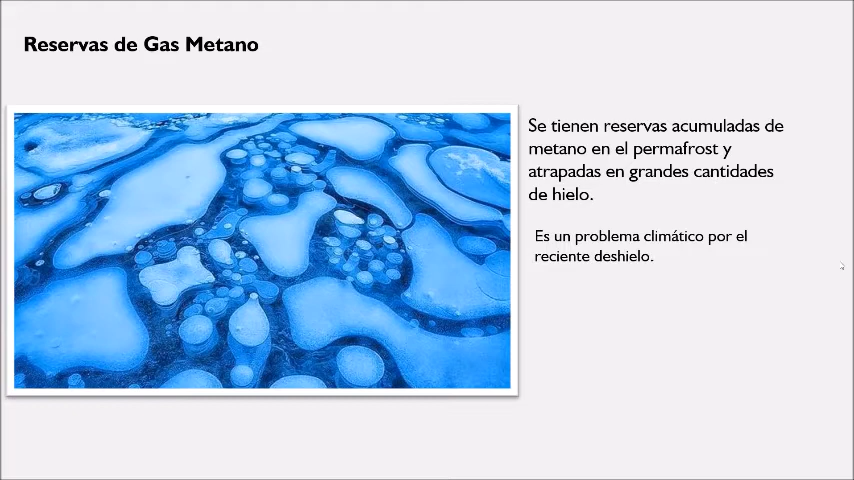 Reservas de Gas Metano
Se tienen reservas acumuladas de
metano en el permafrost y
atrapadas en grandes cantidades
de hielo.
Es un problema climático por el
reciente deshielo.